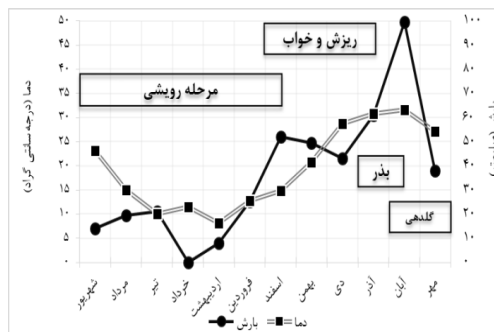 ریزش و خواب
مرحله رویشی
بذر
گلدهی
دما (درجه سانتی گراد)
۵۰
۴۵
۴۰
۳۵
۳۰
۲۵
۲۰
۱۵
۱۰
۵
۰
۱۰۰
۹۰
۸۰
۷۰
۶۰
۵۰
۴۰
۳۰
۲۰
۱۰
۰
مهر
آبان
آذر
دی
بهمن
اسفند
فروردین
اردیبهشت
خرداد
تیر
مرداد
شهریور
دما
بارش